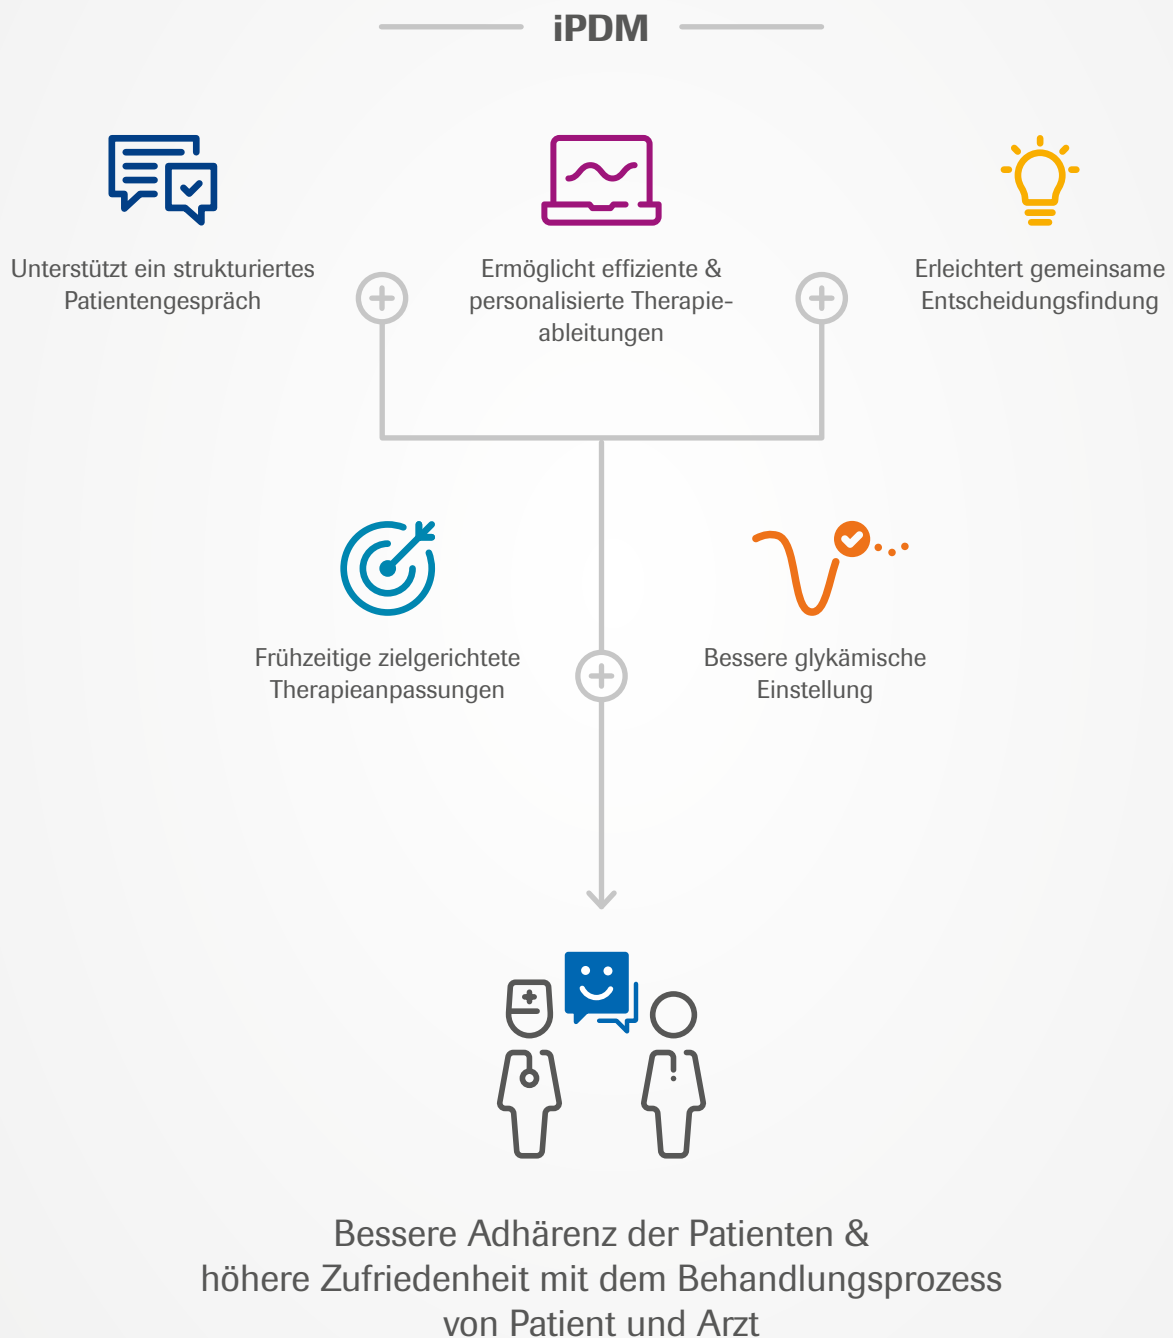 iPDM
Unterstützt ein strukturiertes
Patientengespräch
Ermöglicht effiziente &
personalisierte Therapie-
ableitungen
Erleichtert gemeinsame
Entscheidungsfindung
Frühzeitige zielgerichtete
Therapieanpassungen
Bessere glykämische
Einstellung
Bessere Adhärenz der Patienten &
höhere Zufriedenheit mit dem Behandlungsprozess
von Patient und Arzt